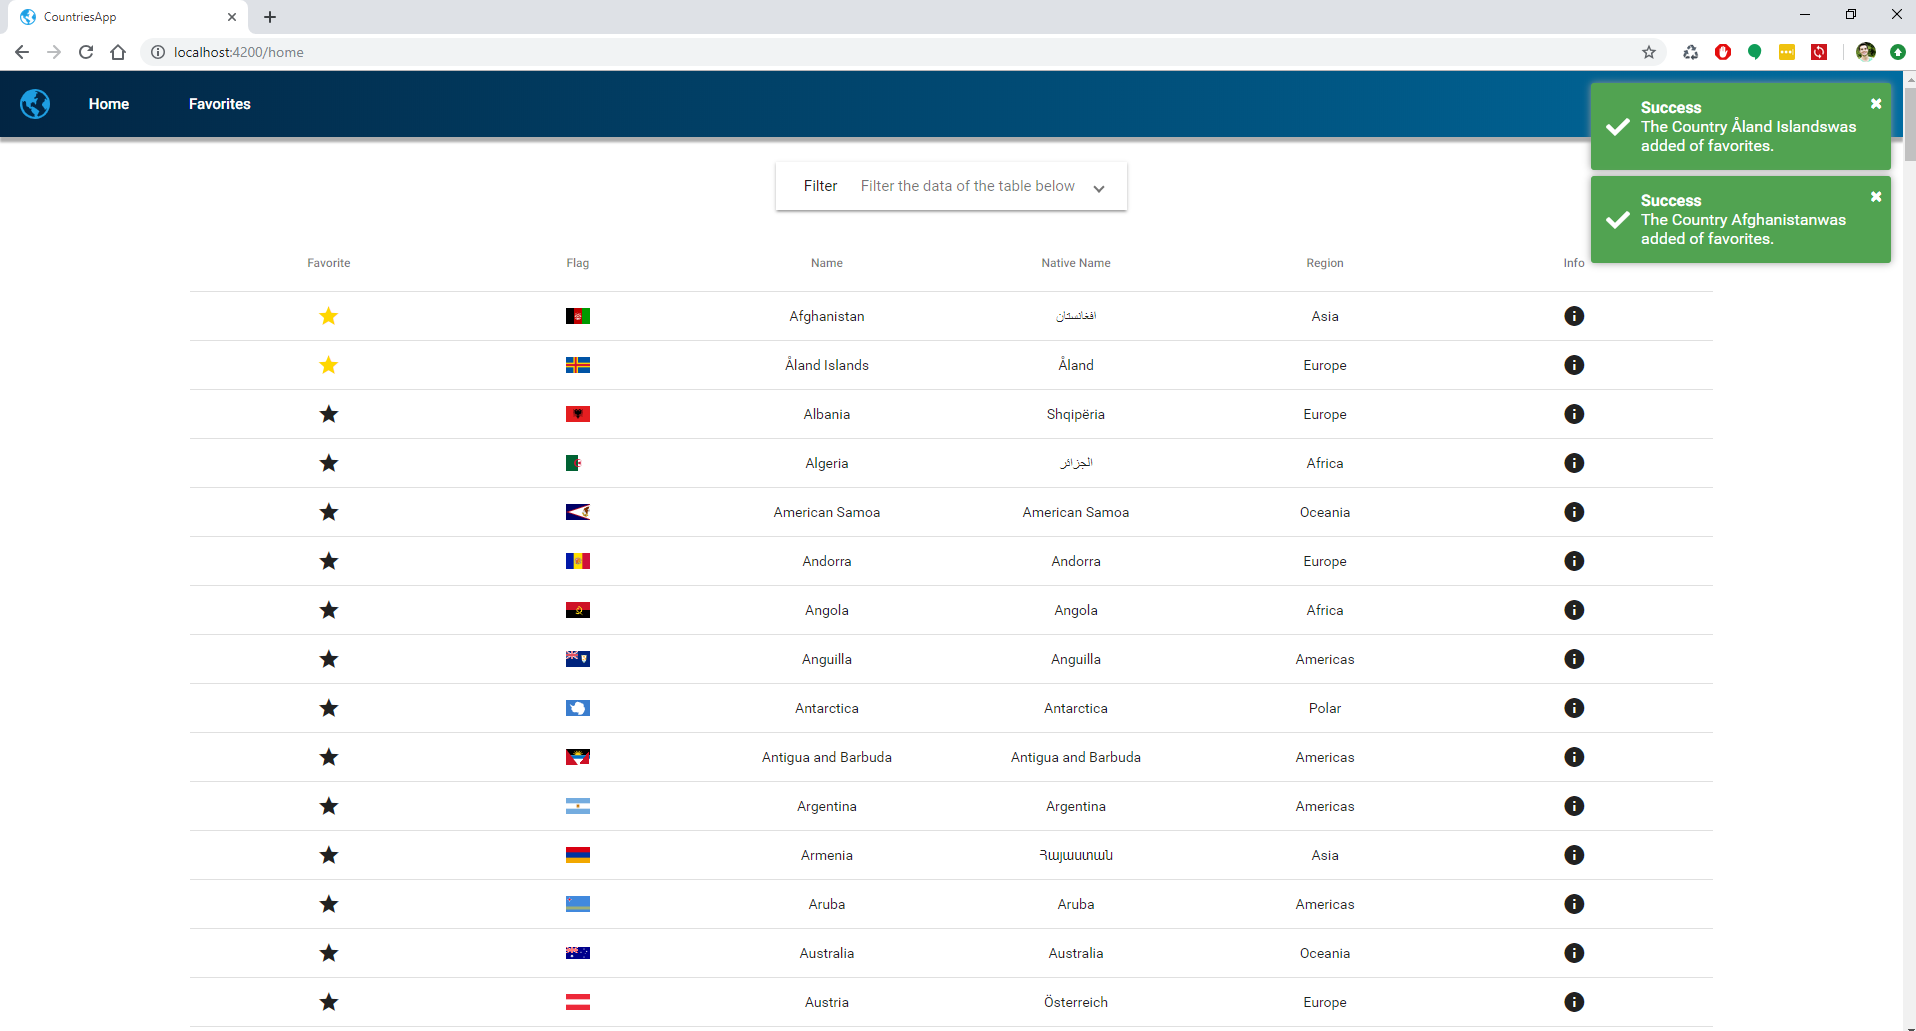 CountriesApp
localhost:4200/home
Home Favorites
Success
The Country Åland Islandswas
added of favorites.
Success
The Country Afghanistanwas
added of favorites.
Filter Filter the data of the table below
Favorite Flag Name Native Name Region Info
Afghanistan افغانستان Asia
Åland Islands Åland Europe
Albania Shqipëria Europe
Algeria الجزائر Africa
American Samoa American Samoa Oceania
Andorra Andorra Europe
Angola Angola Africa
Anguilla Anguilla Americas
Antarctica Antarctica Polar
Antigua and Barbuda Antigua and Barbuda Americas
Argentina Argentina Americas
Armenia Հայաստան Asia
Aruba Aruba Americas
Australia Australia Oceania
Austria Österreich Europe